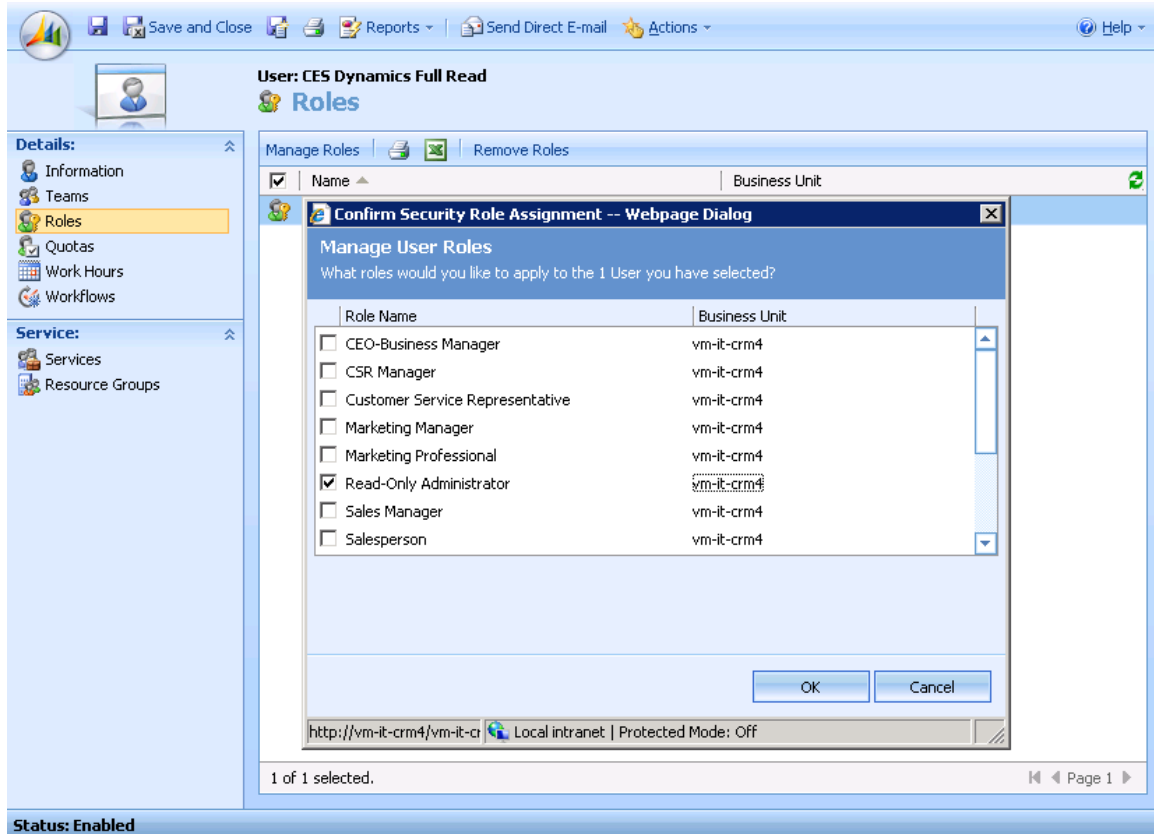 Save and Close Reports Send Direct E-mail Actions Help
User: CES Dynamics Full Read
Roles
Details:
Information
Teams
Roles
Quotas
Work Hours
Workflows
Service:
Services
Resource Groups
Manage Roles Remove Roles
Name Business Unit
Confirm Security Role Assignment -- Webpage Dialog
Manage User Roles
What roles would you like to apply to the 1 User you have selected?
Role Name Business Unit
CEO-Business Manager vm-it-crm4
CSR Manager vm-it-crm4
Customer Service Representative vm-it-crm4
Marketing Manager vm-it-crm4
Marketing Professional vm-it-crm4
Read-Only Administrator vm-it-crm4
Sales Manager vm-it-crm4
Salesperson vm-it-crm4
OK Cancel
http://vm-it-crm4/vm-it-cr Local intranet | Protected Mode: Off
1 of 1 selected. Page 1
Status: Enabled